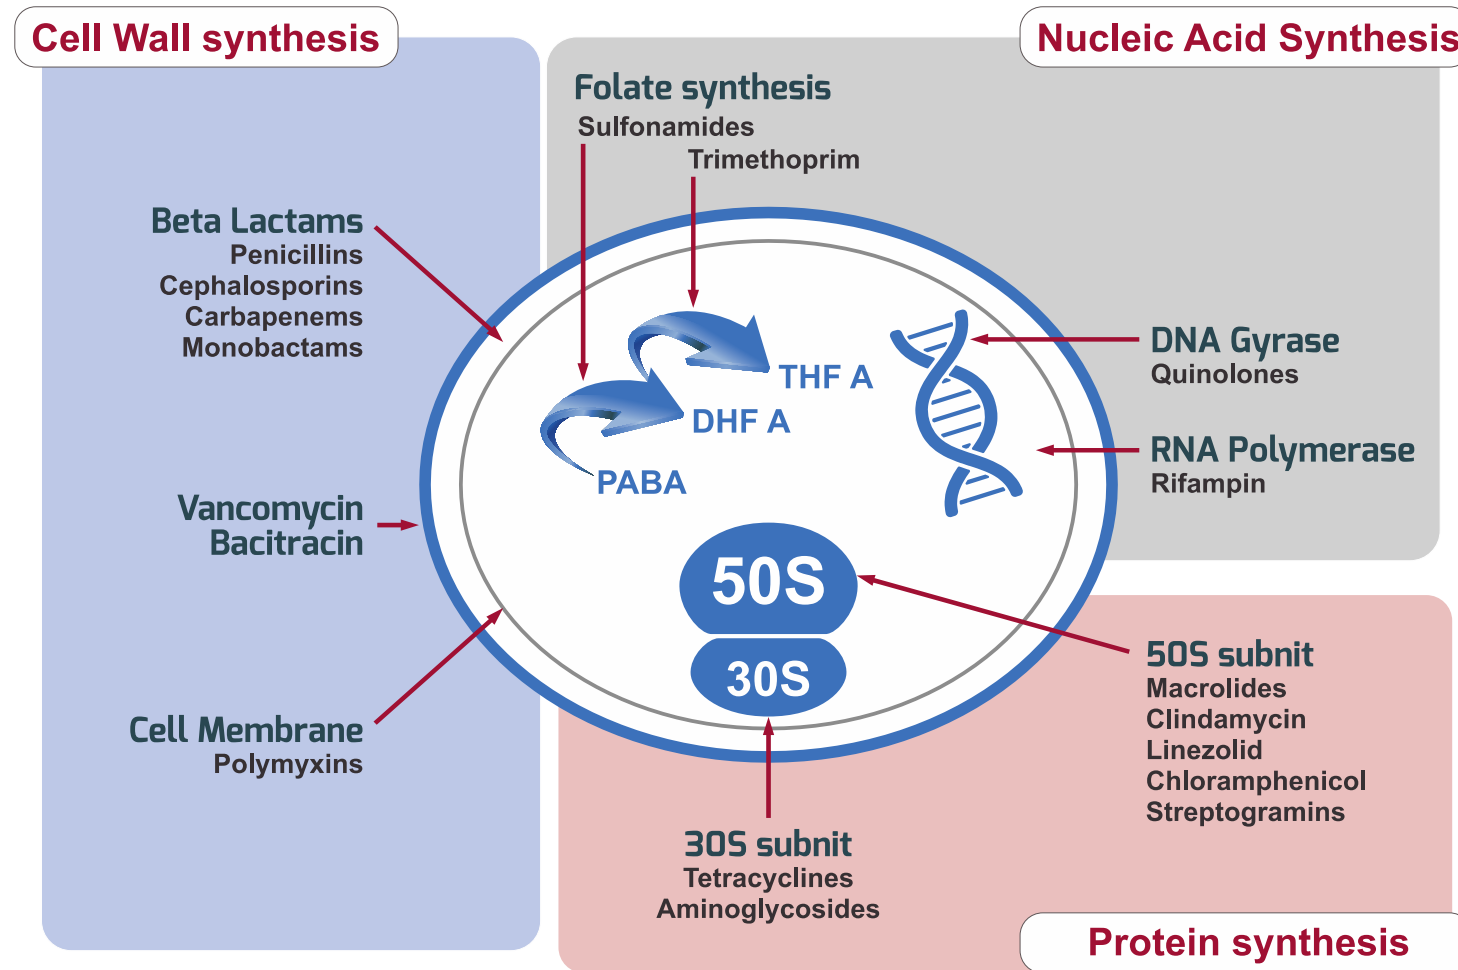 Cell Wall synthesis
Nucleic Acid Synthesis
Folate synthesis
Sulfonamides
Trimethoprim
Beta Lactams
Penicillins
Cephalosporins
Carbapenems
Monobactams
Vancomycin
Bacitracin
Cell Membrane
Polymyxins
THF A
DHF A
PABA
DNA Gyrase
Quinolones
RNA Polymerase
Rifampin
50S
30S
50S subnit
Macrolides
Clindamycin
Linezolid
Chloramphenicol
Streptogramins
30S subnit
Tetracyclines
Aminoglycosides
Protein synthesis